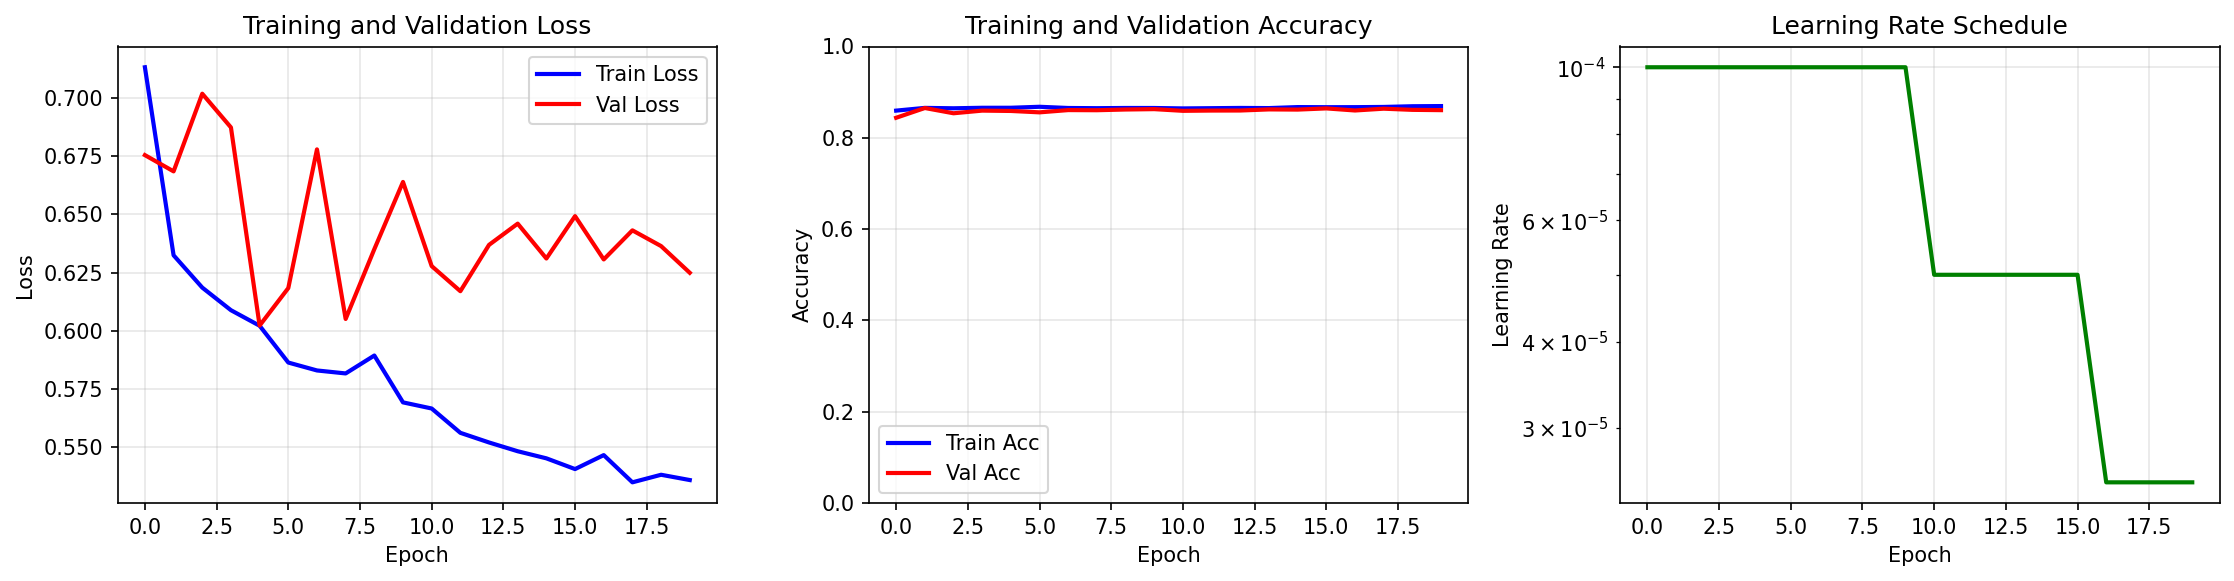 Training and Validation Loss
Train Loss
Val Loss
0.700
0.675
0.650
0.625
0.600
0.575
0.550
Loss
0.0 2.5 5.0 7.5 10.0 12.5 15.0 17.5
Epoch
Training and Validation Accuracy
1.0
0.8
0.6
0.4
0.2
0.0
Accuracy
Train Acc
Val Acc
0.0 2.5 5.0 7.5 10.0 12.5 15.0 17.5
Epoch
Learning Rate Schedule
10⁻⁴
6 × 10⁻⁵
4 × 10⁻⁵
3 × 10⁻⁵
Learning Rate
0.0 2.5 5.0 7.5 10.0 12.5 15.0 17.5
Epoch